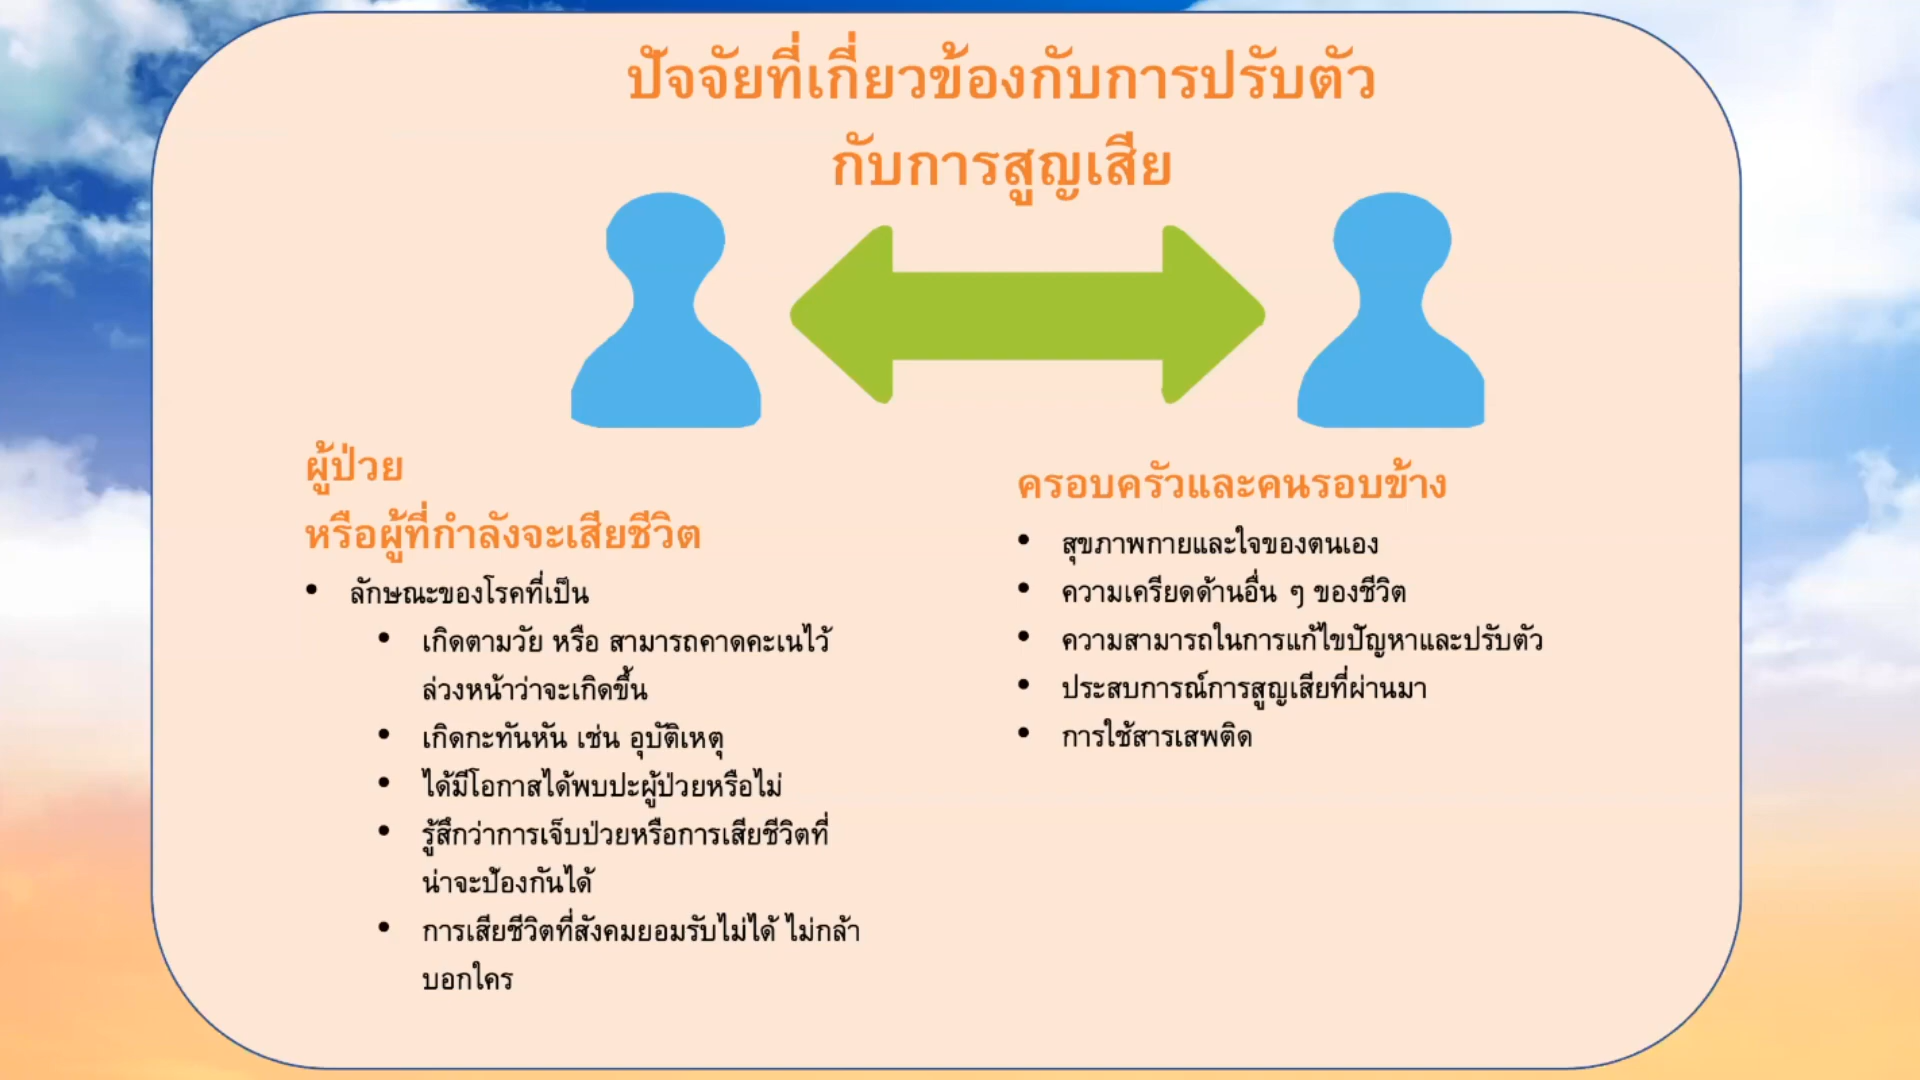 ปัจจัยที่เกี่ยวข้องกับการปรับตัว
กับการสูญเสีย
ผู้ป่วย
หรือผู้ที่กำลังจะเสียชีวิต
• ลักษณะของโรคที่เป็น
• เกิดตามวัย หรือ สามารถคาดคะเนไว้
ล่วงหน้าว่าจะเกิดขึ้น
• เกิดกะทันหัน เช่น อุบัติเหตุ
• ได้มีโอกาสได้พบปะผู้ป่วยหรือไม่
• รู้สึกว่าการเจ็บป่วยหรือการเสียชีวิตที่
น่าจะป้องกันได้
• การเสียชีวิตที่สังคมยอมรับไม่ได้ ไม่กล้า
บอกใคร
ครอบครัวและคนรอบข้าง
• สุขภาพกายและใจของตนเอง
• ความเครียดด้านอื่น ๆ ของชีวิต
• ความสามารถในการแก้ไขปัญหาและปรับตัว
• ประสบการณ์การสูญเสียที่ผ่านมา
• การใช้สารเสพติด